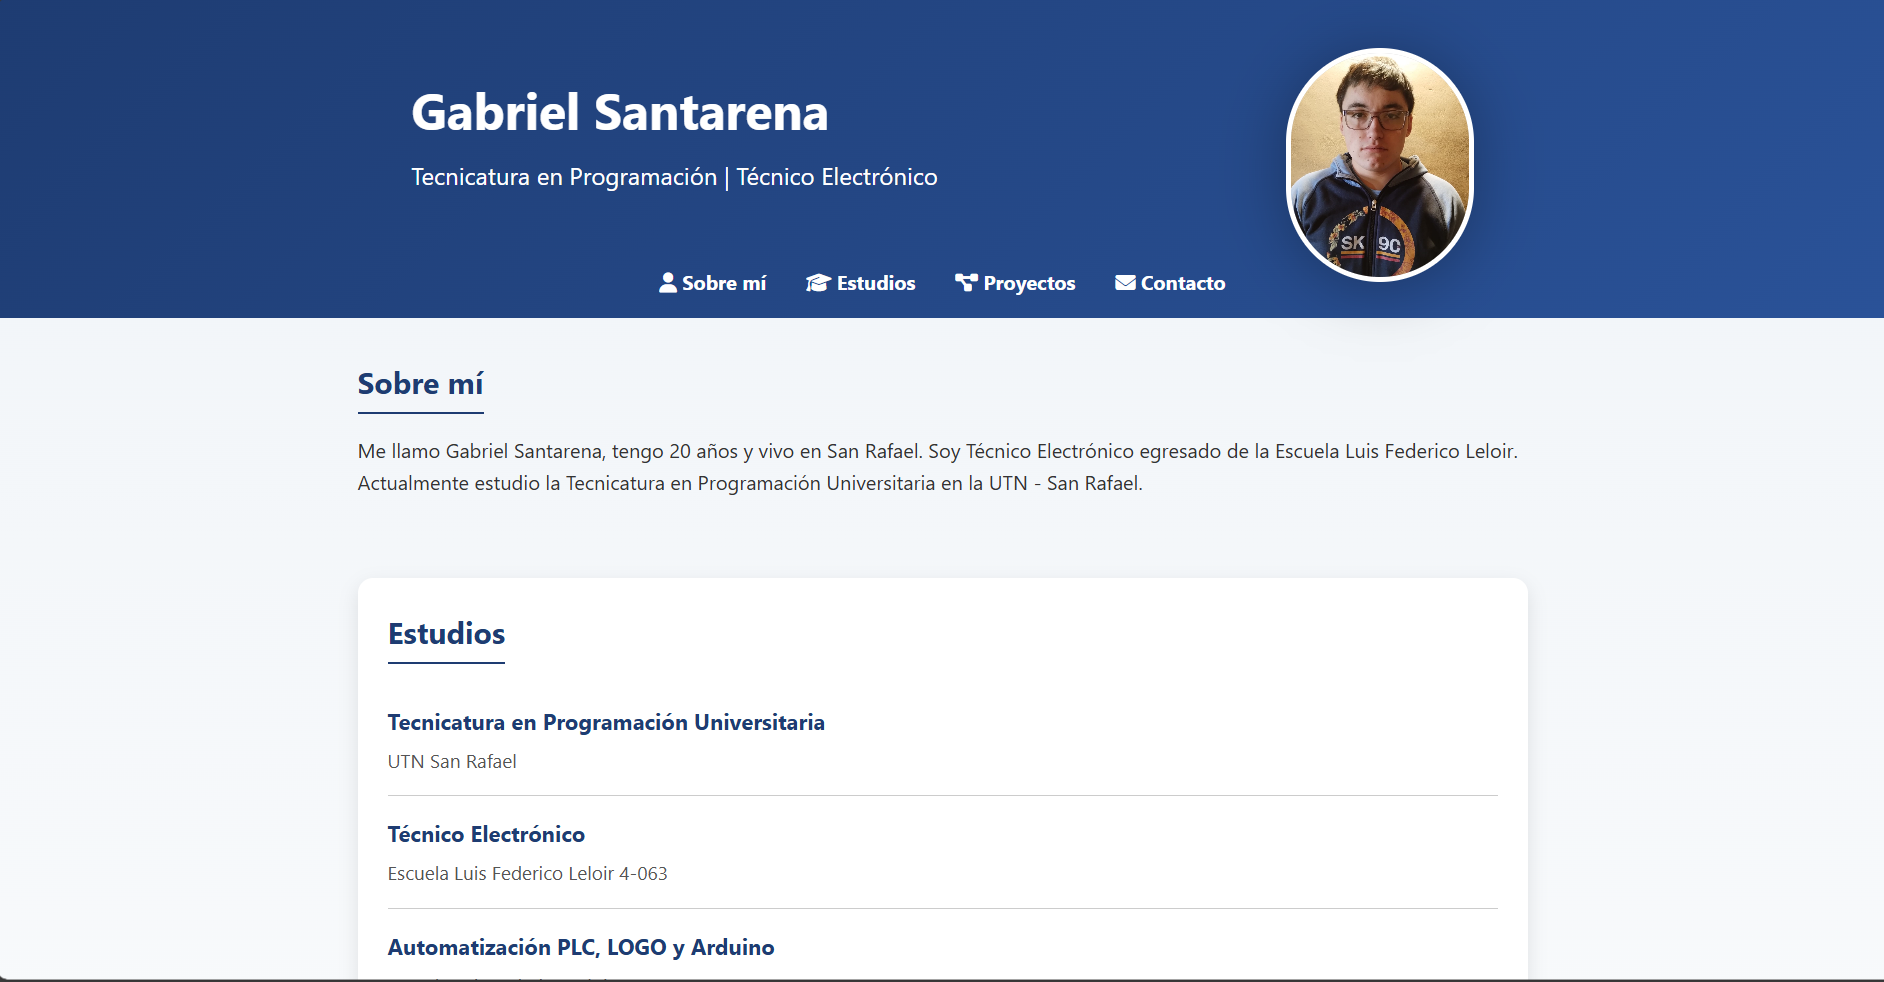 Gabriel Santarena
Tecnicatura en Programación | Técnico Electrónico
SK 9C
Sobre mí Estudios Proyectos Contacto
Sobre mí
Me llamo Gabriel Santarena, tengo 20 años y vivo en San Rafael. Soy Técnico Electrónico egresado de la Escuela Luis Federico Leloir.
Actualmente estudio la Tecnicatura en Programación Universitaria en la UTN - San Rafael.
Estudios
Tecnicatura en Programación Universitaria
UTN San Rafael
Técnico Electrónico
Escuela Luis Federico Leloir 4-063
Automatización PLC, LOGO y Arduino